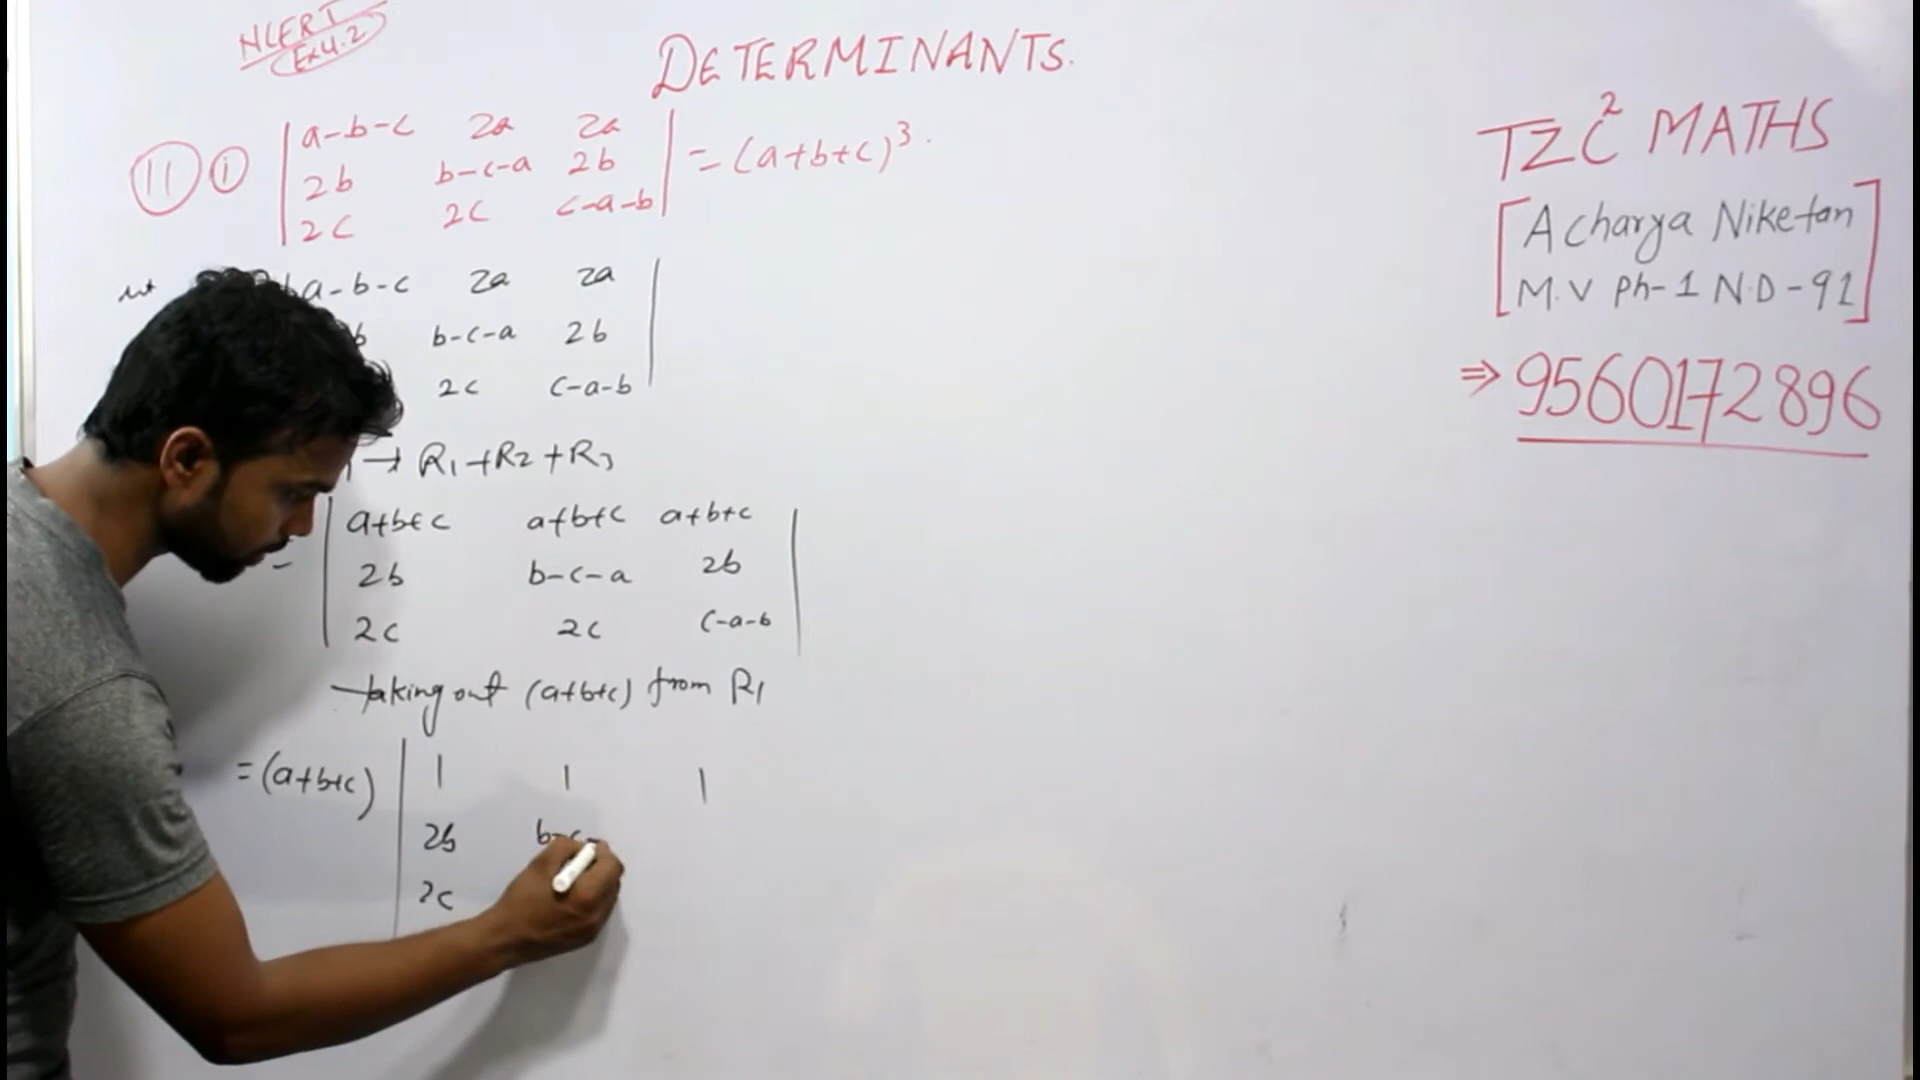 NCERT
Ex 4.2
DETERMINANTS.
11 i | a-b-c 2a 2a |
| 2b b-c-a 2b | = (a+b+c)³.
| 2c 2c c-a-b |
TZC² MATHS
[Acharya Niketan
M.V Ph-1 N.D-91]
⇒ 9560172896
a-b-c 2a 2a |
b b-c-a 2b |
2c c-a-b |
→ R1+R2+R3
| a+b+c a+b+c a+b+c |
| 2b b-c-a 2b |
| 2c 2c c-a-b |
taking out (a+b+c) from R1
= (a+b+c) | 1 1 1
| 2b b-c-
| 2c